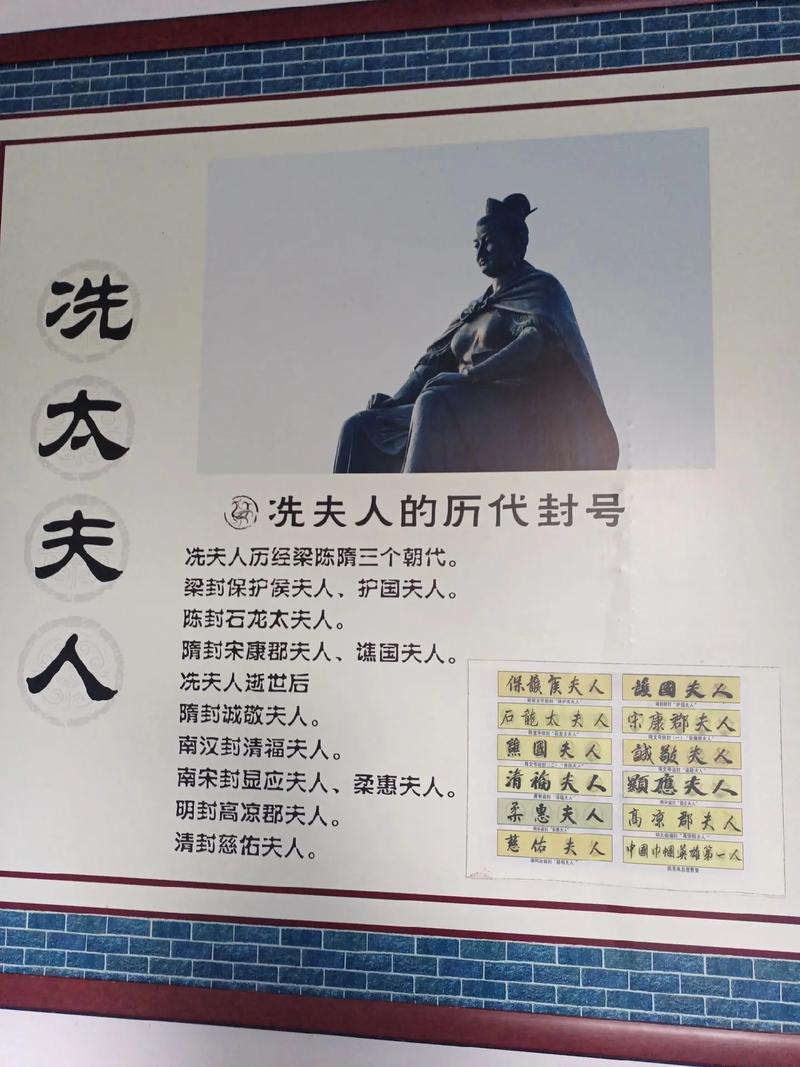 冼太夫人
冼夫人的历代封号
冼夫人历经梁陈隋三个朝代。
梁封保护侯夫人、护国夫人。
陈封石龙太夫人。
隋封宋康郡夫人、谯国夫人。
冼夫人逝世后
隋封诚敬夫人。
南汉封清福夫人。
南宋封显应夫人、柔惠夫人。
明封高凉郡夫人。
清封慈佑夫人。
保護侯夫人
護國夫人
石龍太夫人
宋康郡夫人
譙國夫人
誠敬夫人
清福夫人
顯應夫人
柔惠夫人
高凉郡夫人
慈佑夫人
中國巾帼英雄第一人